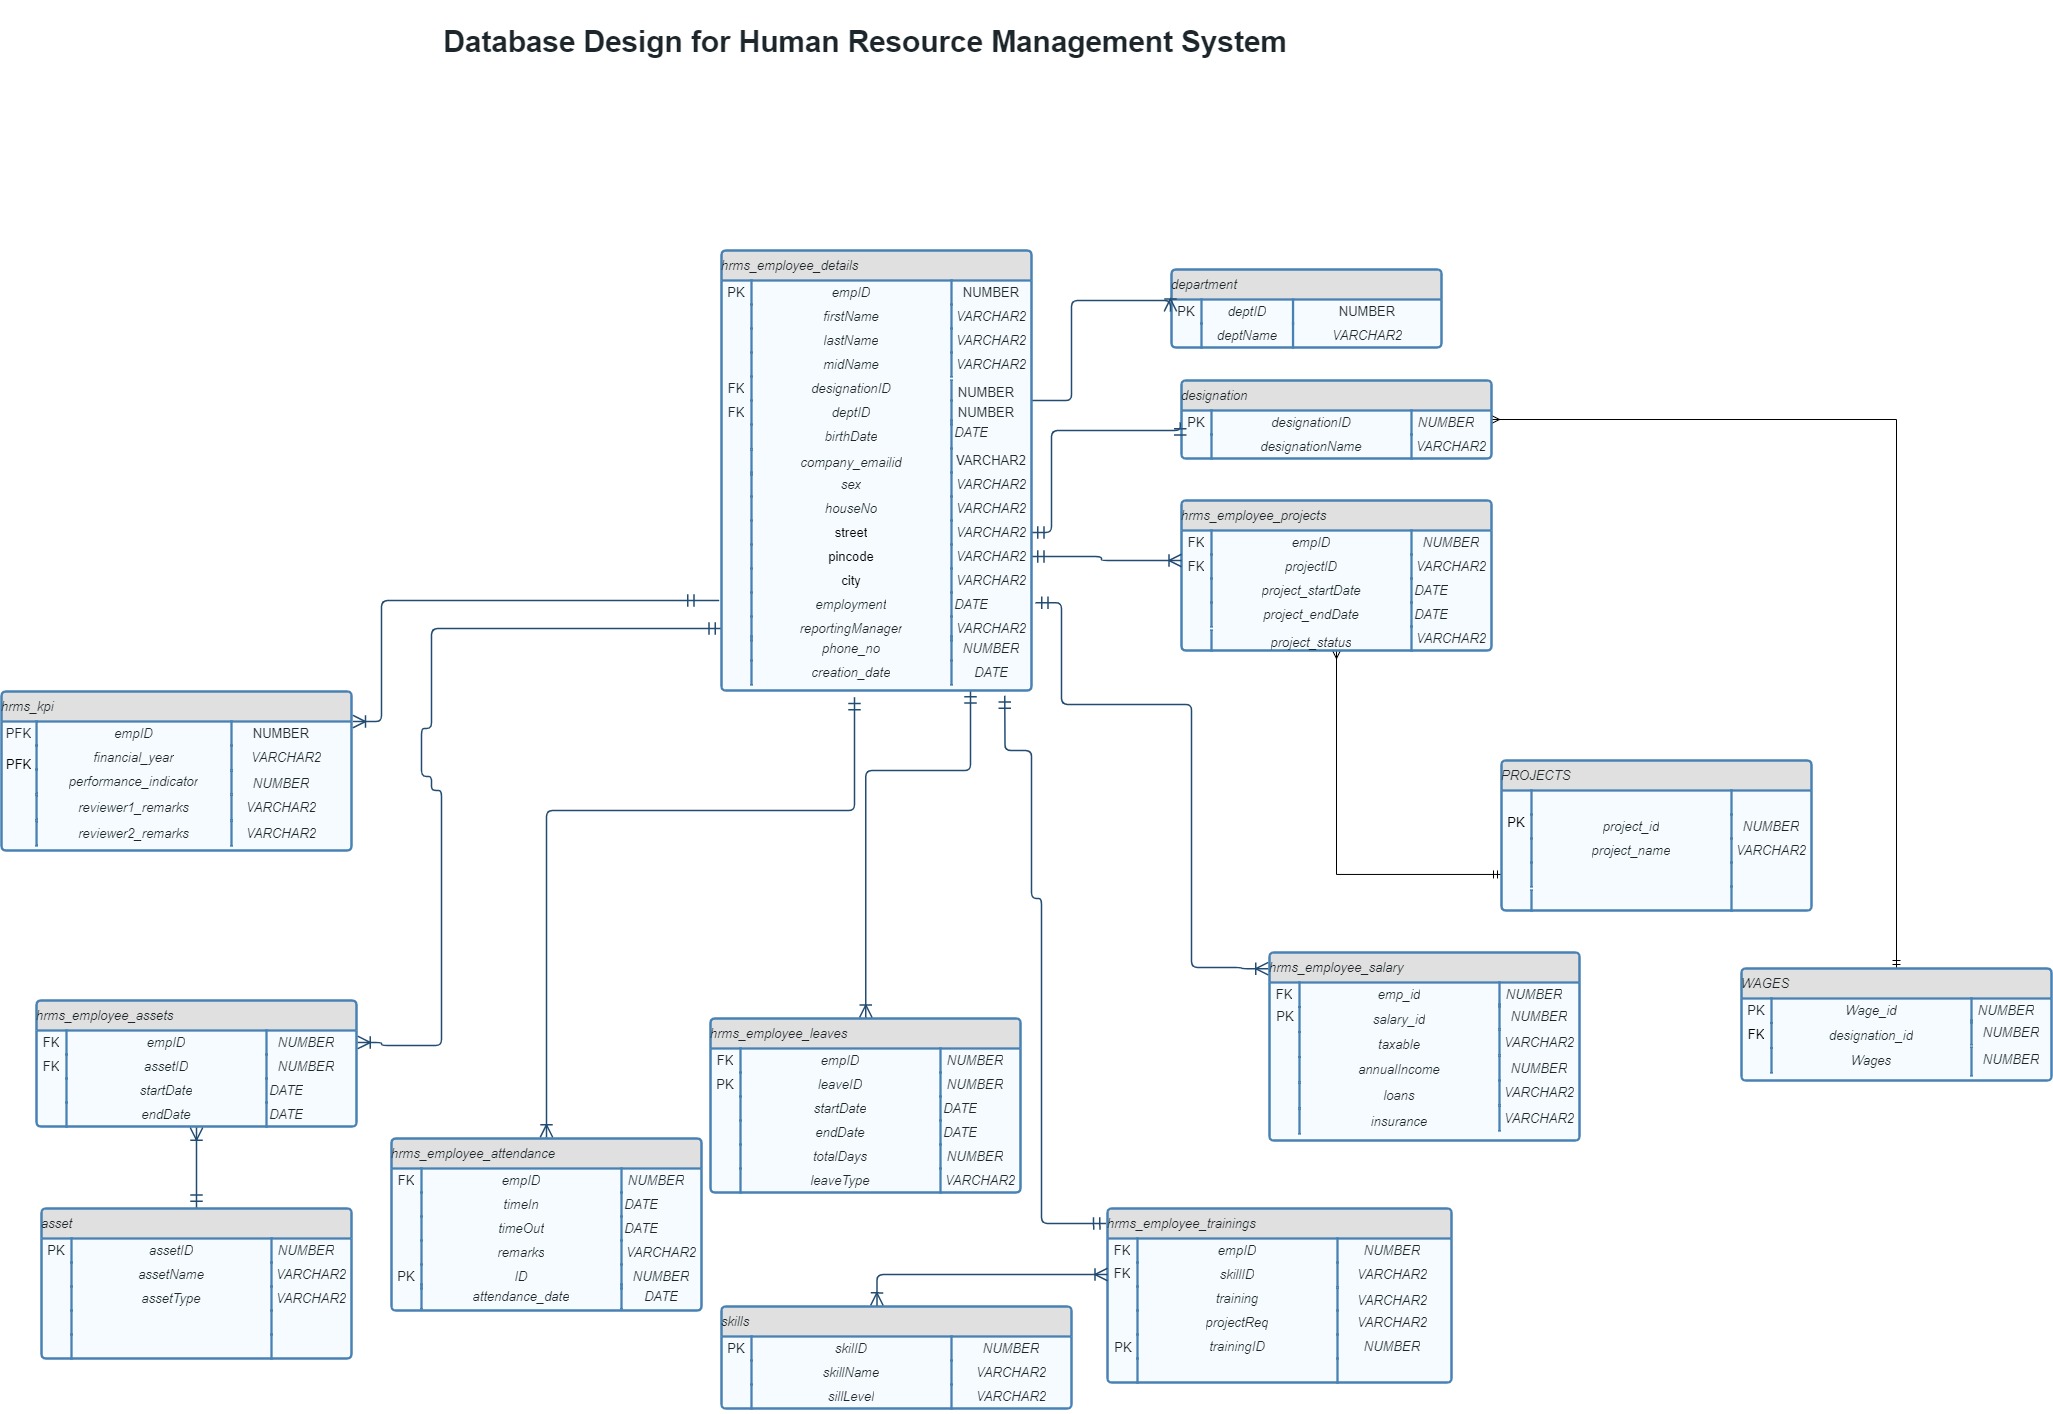 Database Design for Human Resource Management System
hrms_employee_details
PK empID NUMBER
firstName VARCHAR2
lastName VARCHAR2
midName VARCHAR2
FK designationID NUMBER
FK deptID NUMBER
birthDate DATE
company_emailid VARCHAR2
sex VARCHAR2
houseNo VARCHAR2
street VARCHAR2
pincode VARCHAR2
city VARCHAR2
employment DATE
reportingManager VARCHAR2
phone_no NUMBER
creation_date DATE
department
PK deptID NUMBER
deptName VARCHAR2
designation
PK designationID NUMBER
designationName VARCHAR2
hrms_employee_projects
FK empID NUMBER
FK projectID VARCHAR2
project_startDate DATE
project_endDate DATE
project_status VARCHAR2
hrms_kpi
PFK empID NUMBER
PFK financial_year VARCHAR2
performance_indicator NUMBER
reviewer1_remarks VARCHAR2
reviewer2_remarks VARCHAR2
PROJECTS
PK project_id NUMBER
project_name VARCHAR2
hrms_employee_salary
FK emp_id NUMBER
PK salary_id NUMBER
taxable VARCHAR2
annualIncome NUMBER
loans VARCHAR2
insurance VARCHAR2
WAGES
PK Wage_id NUMBER
FK designation_id NUMBER
Wages NUMBER
hrms_employee_assets
FK empID NUMBER
FK assetID NUMBER
startDate DATE
endDate DATE
hrms_employee_leaves
FK empID NUMBER
PK leaveID NUMBER
startDate DATE
endDate DATE
totalDays NUMBER
leaveType VARCHAR2
hrms_employee_attendance
FK empID NUMBER
timeIn DATE
timeOut DATE
remarks VARCHAR2
PK ID NUMBER
attendance_date DATE
asset
PK assetID NUMBER
assetName VARCHAR2
assetType VARCHAR2
hrms_employee_trainings
FK empID NUMBER
FK skillID VARCHAR2
training VARCHAR2
projectReq VARCHAR2
PK trainingID NUMBER
skills
PK skillID NUMBER
skillName VARCHAR2
sillLevel VARCHAR2